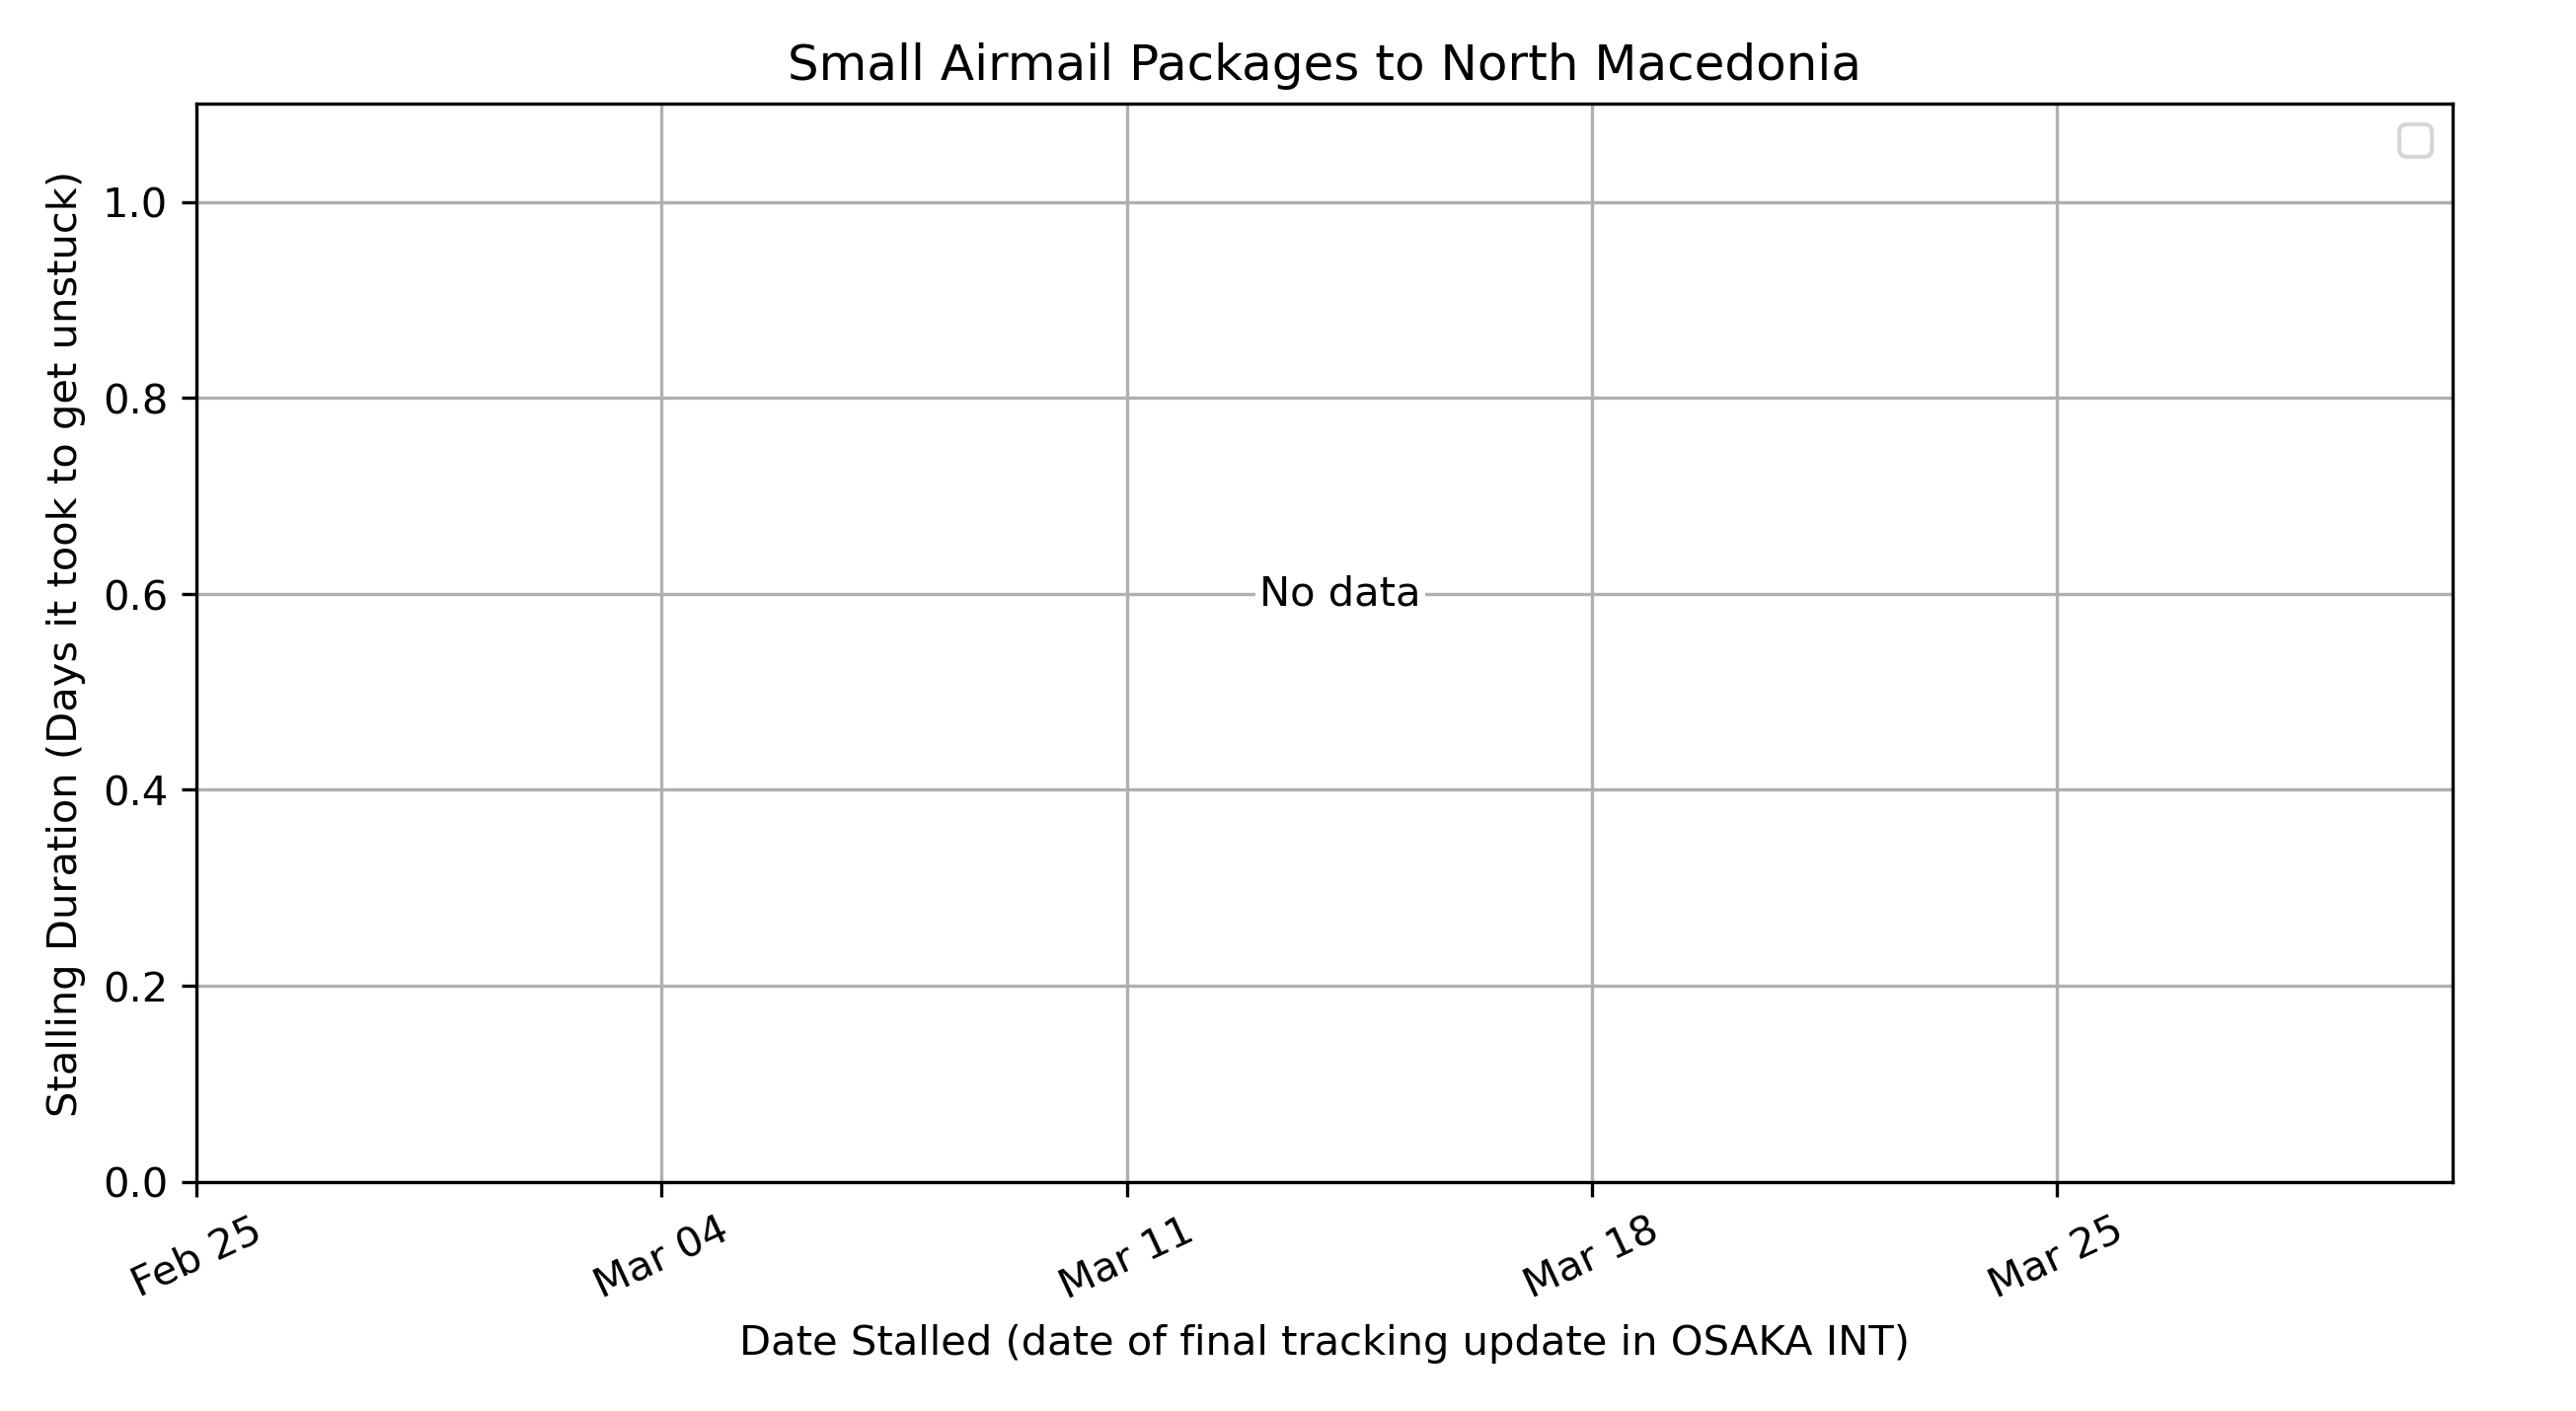 Small Airmail Packages to North Macedonia
Stalling Duration (Days it took to get unstuck)
1.0
0.8
0.6
0.4
0.2
0.0
No data
Feb 25
Mar 04
Mar 11
Mar 18
Mar 25
Date Stalled (date of final tracking update in OSAKA INT)